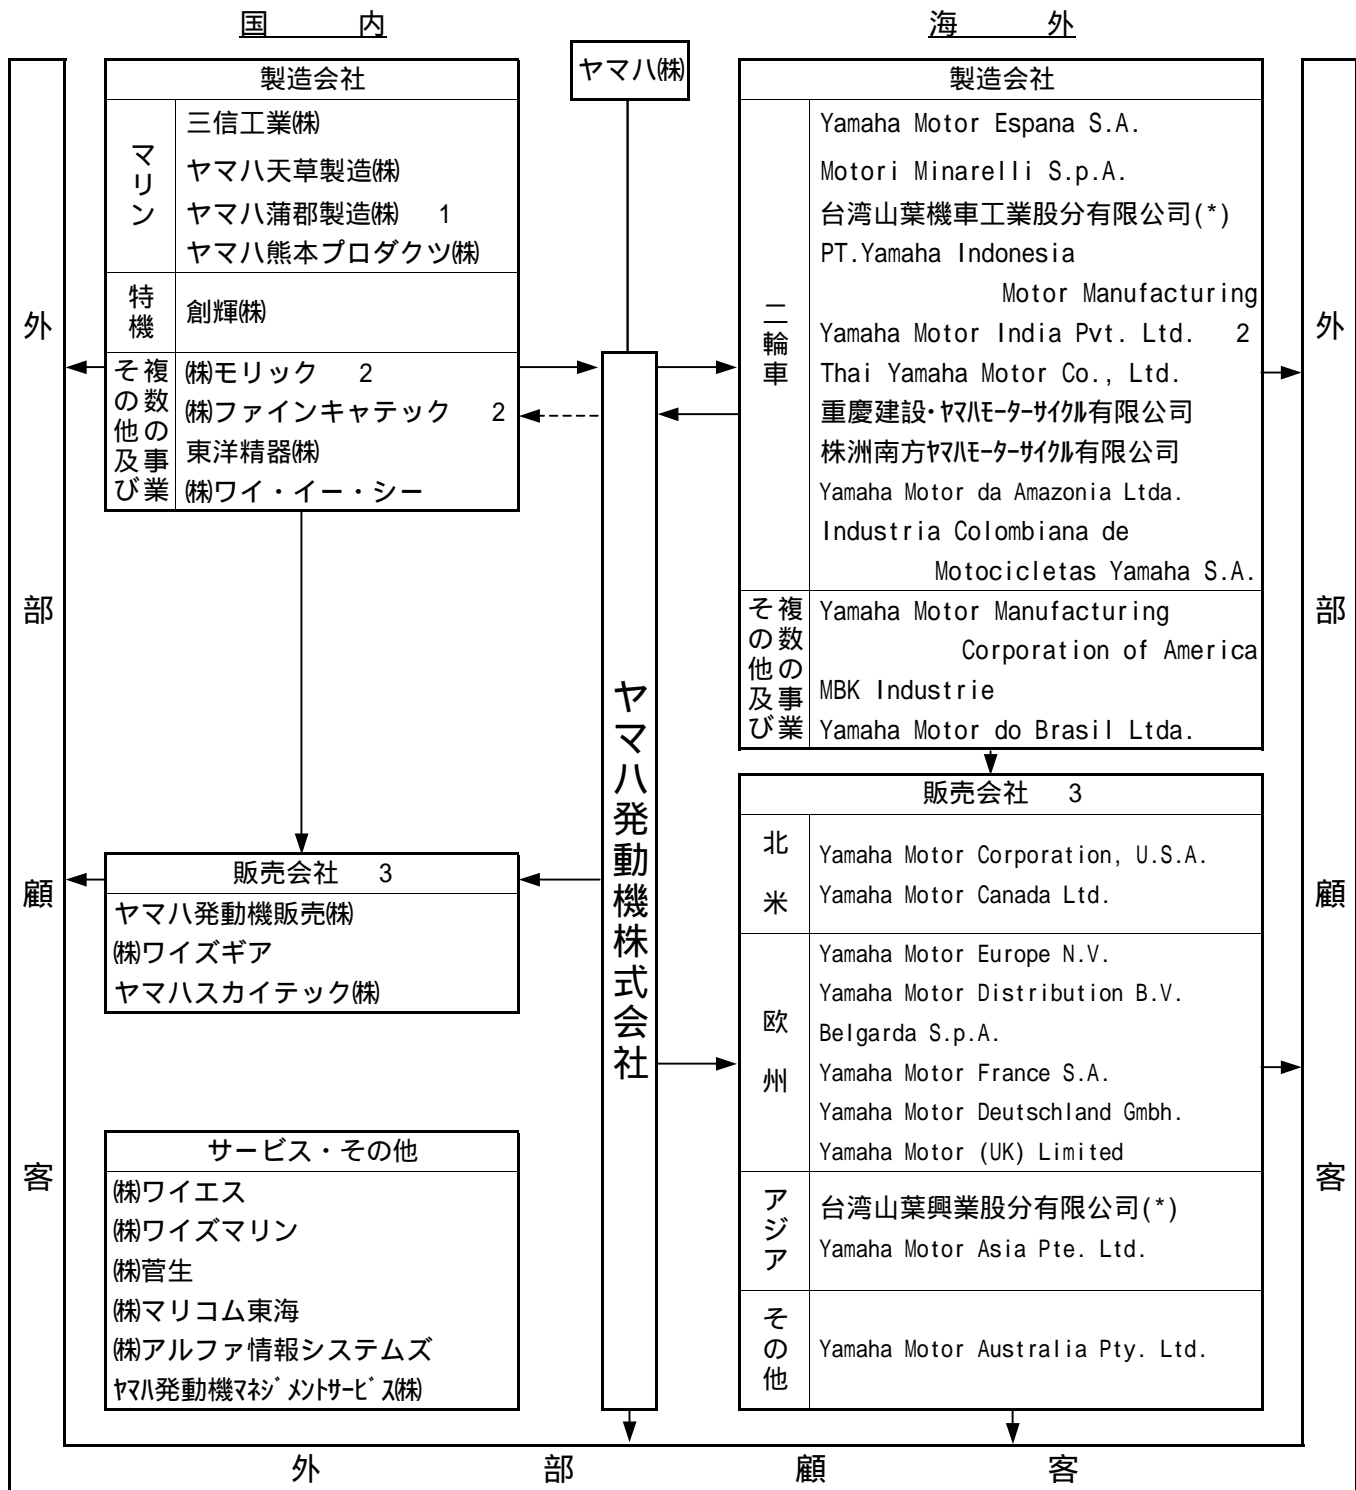 国　内
製造会社
マリン
三信工業㈱
ヤマハ天草製造㈱
ヤマハ蒲郡製造㈱　1
ヤマハ熊本プロダクツ㈱
特機
創輝㈱
複数の事業
その他及び
㈱モリック　2
㈱ファインキャテック　2
東洋精器㈱
㈱ワイ・イー・シー
販売会社　3
ヤマハ発動機販売㈱
㈱ワイズギア
ヤマハスカイテック㈱
サービス・その他
㈱ワイエス
㈱ワイズマリン
㈱菅生
㈱マリコム東海
㈱アルファ情報システムズ
ﾔﾏﾊ発動機ﾏﾈｼﾞﾒﾝﾄｻｰﾋﾞｽ㈱
ヤマハ㈱
ヤマハ発動機株式会社
海　外
製造会社
二輪車
Yamaha Motor Espana S.A.
Motori Minarelli S.p.A.
台湾山葉機車工業股分有限公司(*)
PT.Yamaha Indonesia
Motor Manufacturing
Yamaha Motor India Pvt. Ltd.　2
Thai Yamaha Motor Co., Ltd.
重慶建設･ﾔﾏﾊﾓｰﾀｰｻｲｸﾙ有限公司
株洲南方ﾔﾏﾊﾓｰﾀｰｻｲｸﾙ有限公司
Yamaha Motor da Amazonia Ltda.
Industria Colombiana de
Motocicletas Yamaha S.A.
複数の事業
その他及び
Yamaha Motor Manufacturing
Corporation of America
MBK Industrie
Yamaha Motor do Brasil Ltda.
販売会社　3
北米
Yamaha Motor Corporation, U.S.A.
Yamaha Motor Canada Ltd.
欧州
Yamaha Motor Europe N.V.
Yamaha Motor Distribution B.V.
Belgarda S.p.A.
Yamaha Motor France S.A.
Yamaha Motor Deutschland Gmbh.
Yamaha Motor (UK) Limited
アジア
台湾山葉興業股分有限公司(*)
Yamaha Motor Asia Pte. Ltd.
その他
Yamaha Motor Australia Pty. Ltd.
外部顧客
外部顧客
外部顧客